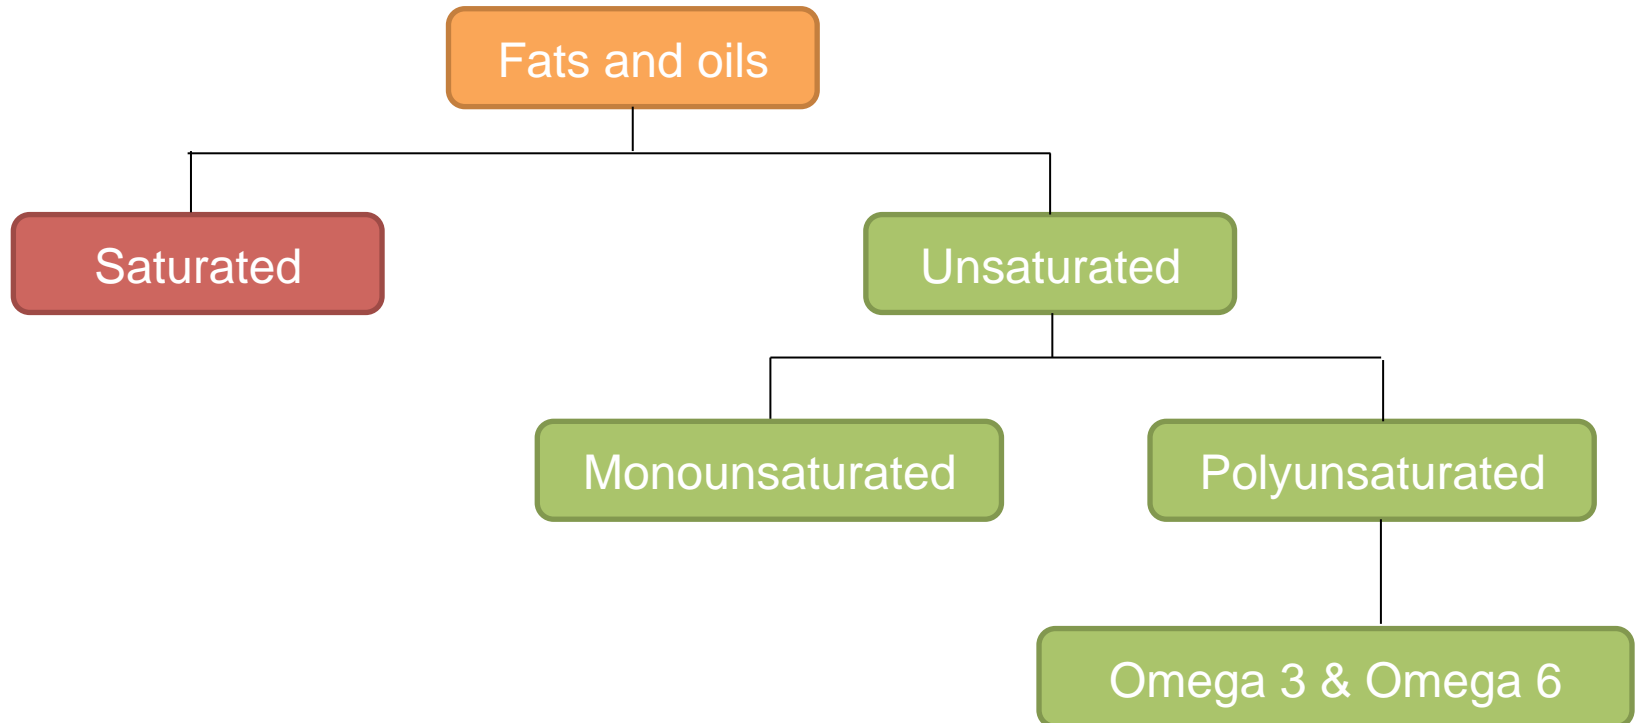 Fats and oils
Saturated
Unsaturated
Monounsaturated
Polyunsaturated
Omega 3 & Omega 6